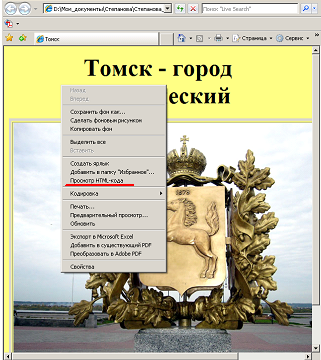 D:\Мои_документы\Степанова\Степанова,
Поиск "Live Search"
Томск
Страница
Сервис
Томск - город
еский
Назад
Вперед
Сохранить фон как...
Сделать фоновым рисунком
Копировать фон
Выделить все
Вставить
Создать ярлык
Добавить в папку "Избранное"...
Просмотр HTML-кода
Кодировка
Печать...
Предварительный просмотр...
Обновить
Экспорт в Microsoft Excel
Добавить в существующий PDF
Преобразовать в Adobe PDF
Свойства